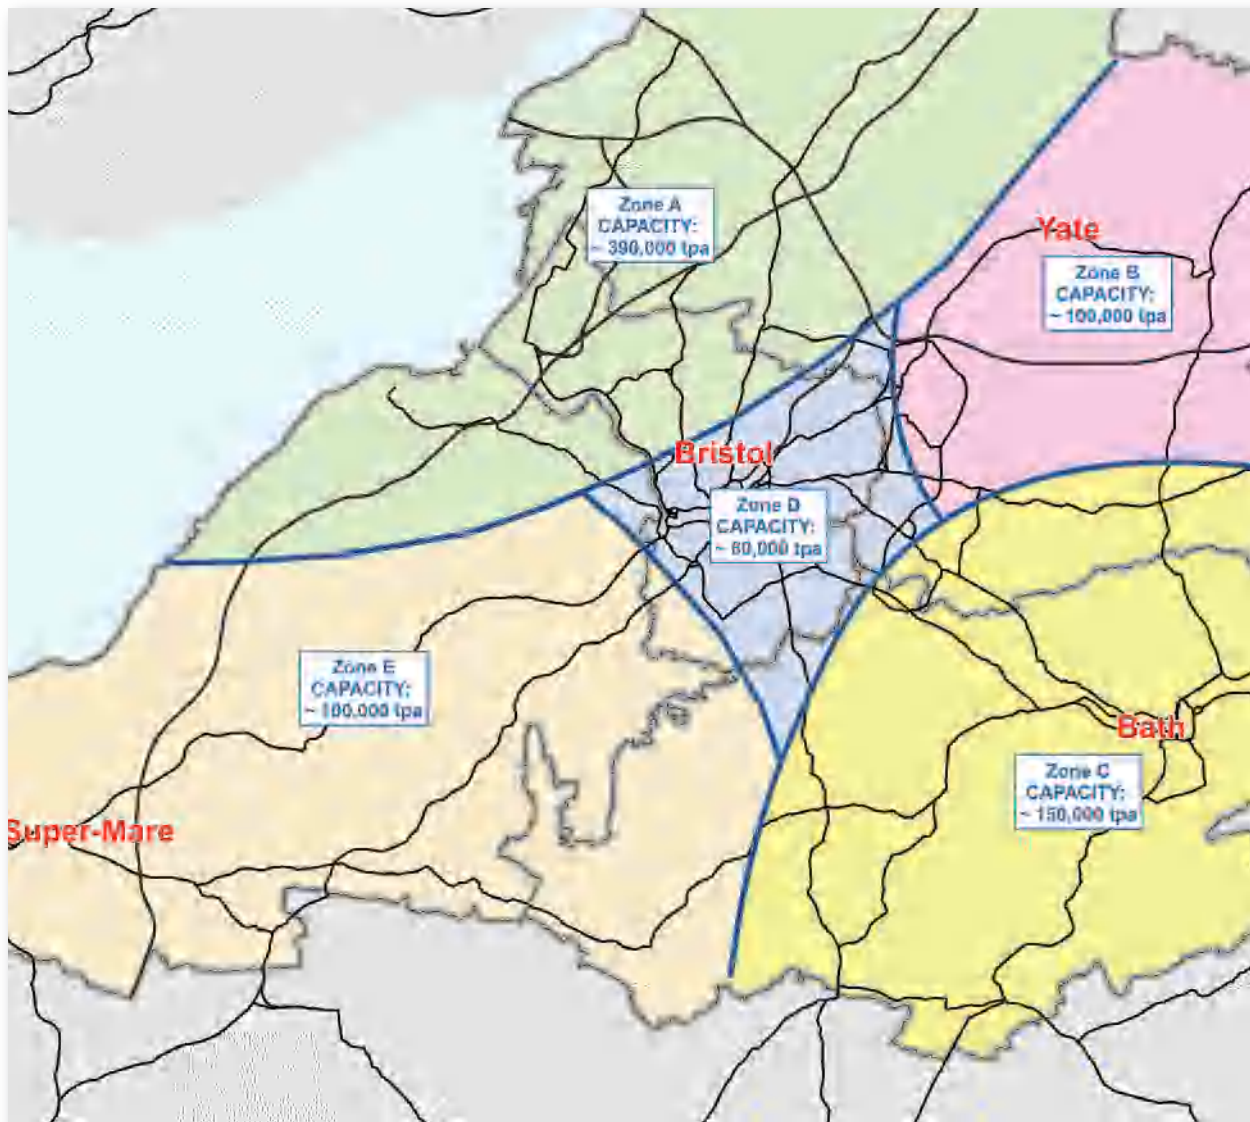 Zone A
CAPACITY:
~ 390,000 tpa
Yate
Zone B
CAPACITY:
~ 100,000 tpa
Bristol
Zone D
CAPACITY:
~ 60,000 tpa
Zone E
CAPACITY:
~ 100,000 tpa
Bath
Zone C
CAPACITY:
~ 150,000 tpa
Super-Mare